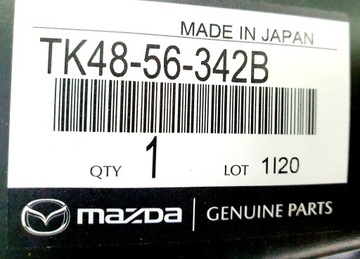 MADE IN JAPAN
TK48-56-342B
QTY 1 LOT 1I20
mazda GENUINE PARTS